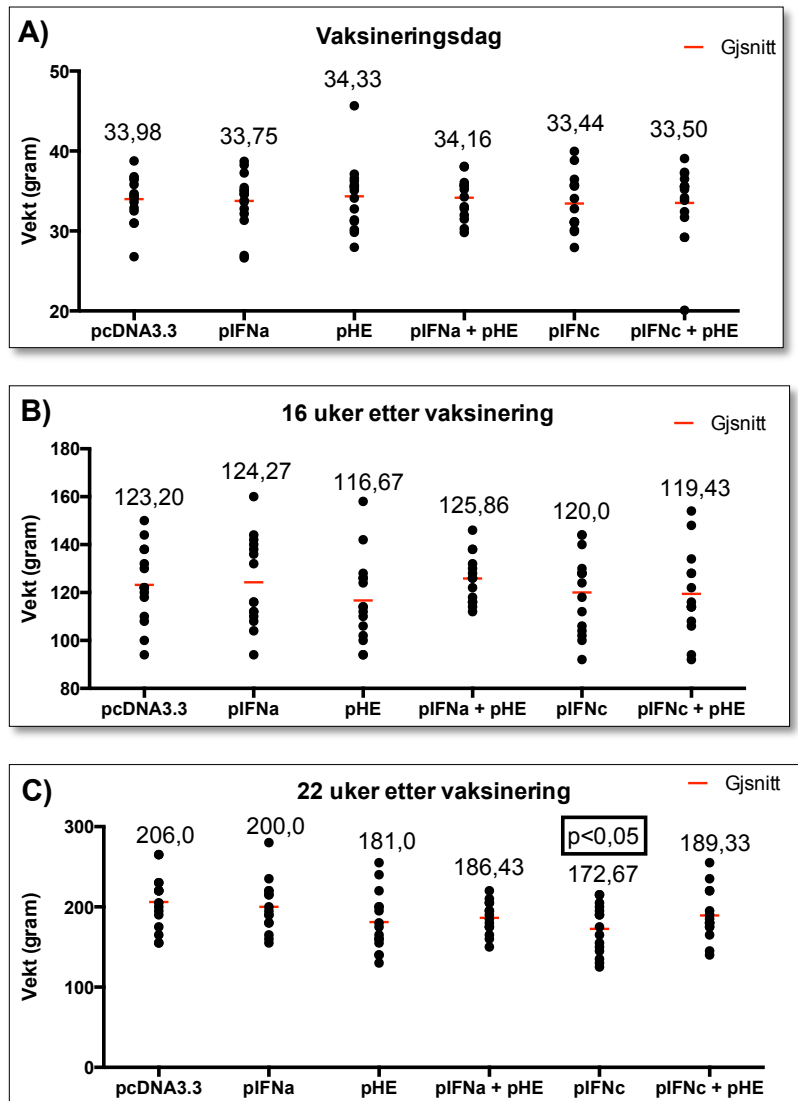 A)
Vaksineringsdag
Gjsnitt
Vekt (gram)
50
40
30
20
33,98
33,75
34,33
34,16
33,44
33,50
pcDNA3.3 pIFNa pHE pIFNa + pHE pIFNc pIFNc + pHE
B)
16 uker etter vaksinering
Gjsnitt
Vekt (gram)
180
160
140
120
100
80
123,20
124,27
116,67
125,86
120,0
119,43
pcDNA3.3 pIFNa pHE pIFNa + pHE pIFNc pIFNc + pHE
C)
22 uker etter vaksinering
Gjsnitt
Vekt (gram)
300
200
100
0
206,0
200,0
181,0
186,43
p<0,05
172,67
189,33
pcDNA3.3 pIFNa pHE pIFNa + pHE pIFNc pIFNc + pHE